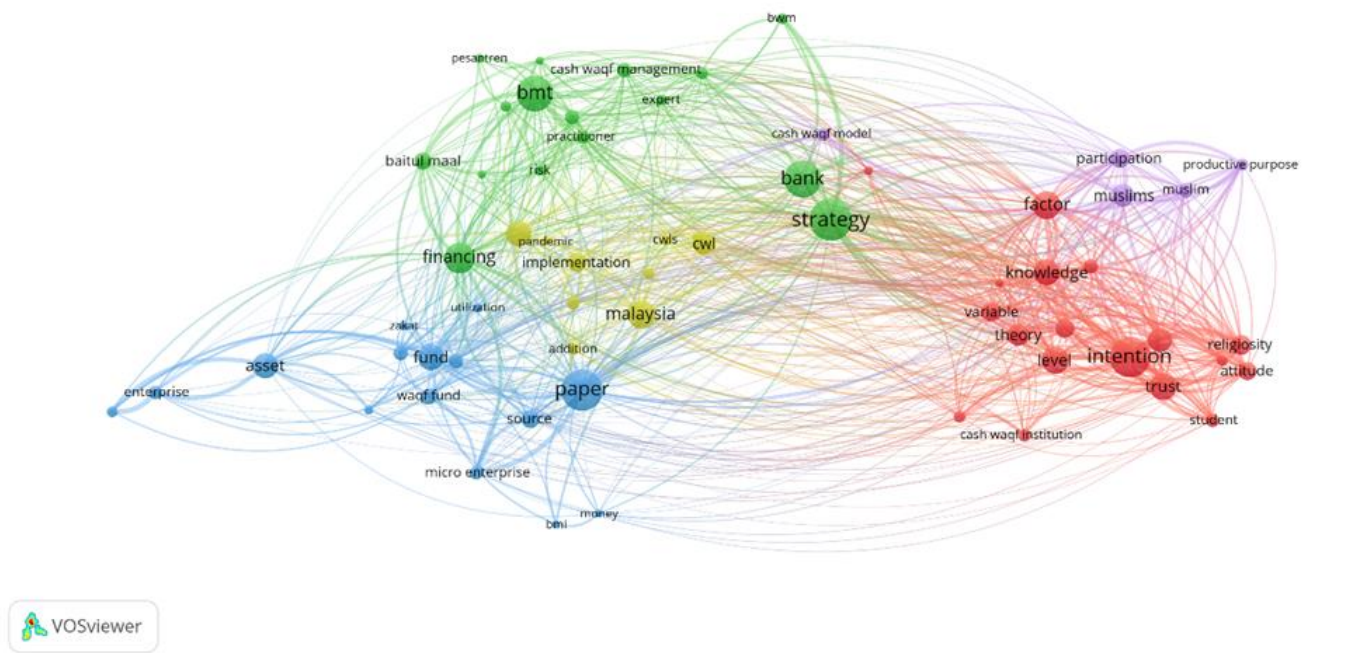 bwm
pesantren
cash waqf management
bmt
expert
cash waqf model
practitioner
baitul maal
participation
productive purpose
risk
bank
muslims
muslim
factor
strategy
pandemic
cwls
cwl
financing
implementation
knowledge
utilization
malaysia
variable
zakat
theory
addition
religiosity
fund
level
intention
asset
attitude
enterprise
paper
trust
waqf fund
source
student
cash waqf institution
micro enterprise
money
bmi
VOSviewer